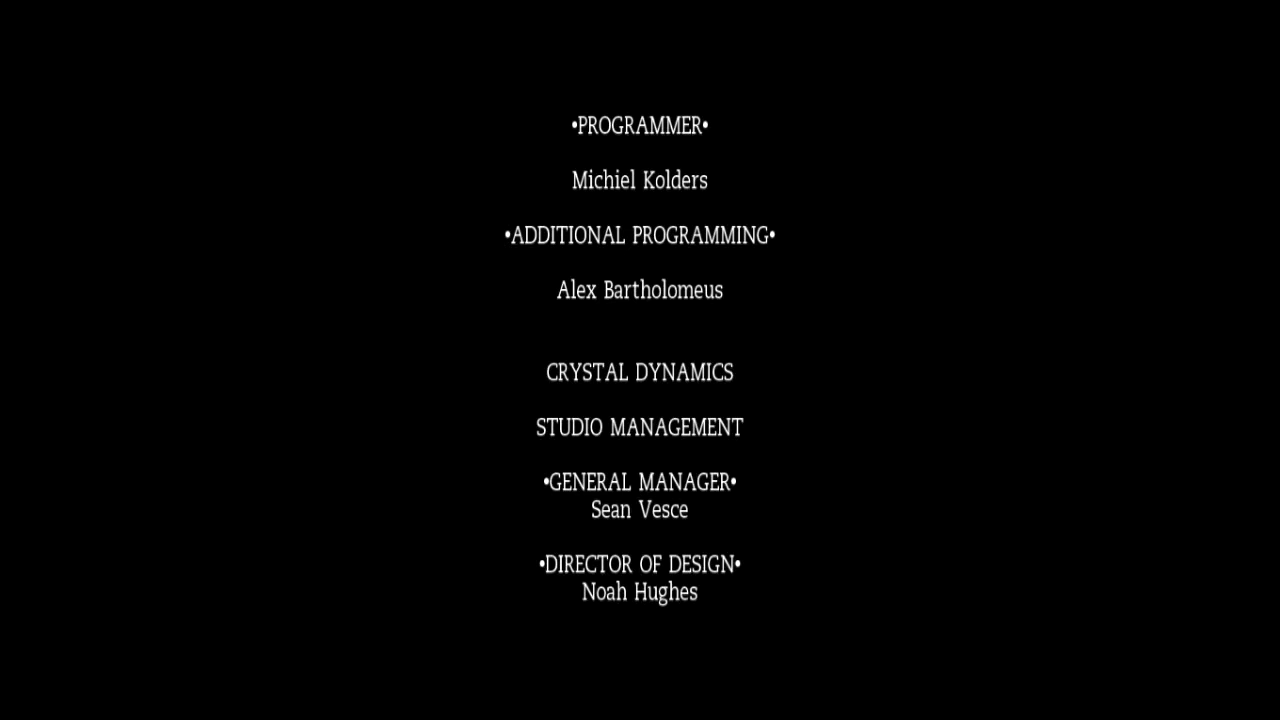 •PROGRAMMER•
Michiel Kolders
•ADDITIONAL PROGRAMMING•
Alex Bartholomeus
CRYSTAL DYNAMICS
STUDIO MANAGEMENT
•GENERAL MANAGER•
Sean Vesce
•DIRECTOR OF DESIGN•
Noah Hughes